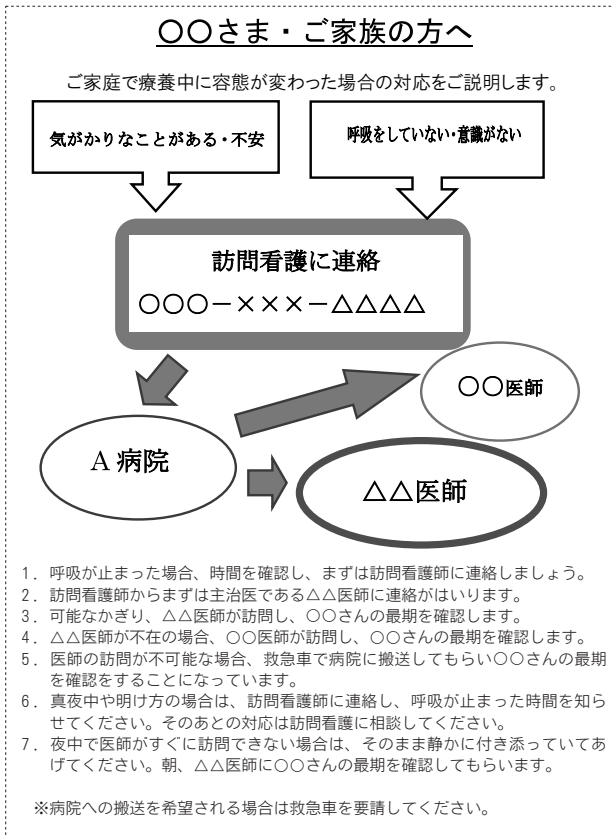 〇〇さま・ご家族の方へ
ご家庭で療養中に容態が変わった場合の対応をご説明します。
気がかりなことがある・不安
呼吸をしていない・意識がない
訪問看護に連絡
〇〇〇－×××－△△△△
〇〇医師
A 病院
△△医師
1．呼吸が止まった場合、時間を確認し、まずは訪問看護師に連絡しましょう。
2．訪問看護師からまずは主治医である△△医師に連絡がはいります。
3．可能なかぎり、△△医師が訪問し、〇〇さんの最期を確認します。
4．△△医師が不在の場合、〇〇医師が訪問し、〇〇さんの最期を確認します。
5．医師の訪問が不可能な場合、救急車で病院に搬送してもらい〇〇さんの最期
を確認をすることになっています。
6．真夜中や明け方の場合は、訪問看護師に連絡し、呼吸が止まった時間を知ら
せてください。そのあとの対応は訪問看護に相談してください。
7．夜中で医師がすぐに訪問できない場合は、そのまま静かに付き添っていてあ
げてください。朝、△△医師に〇〇さんの最期を確認してもらいます。
※病院への搬送を希望される場合は救急車を要請してください。